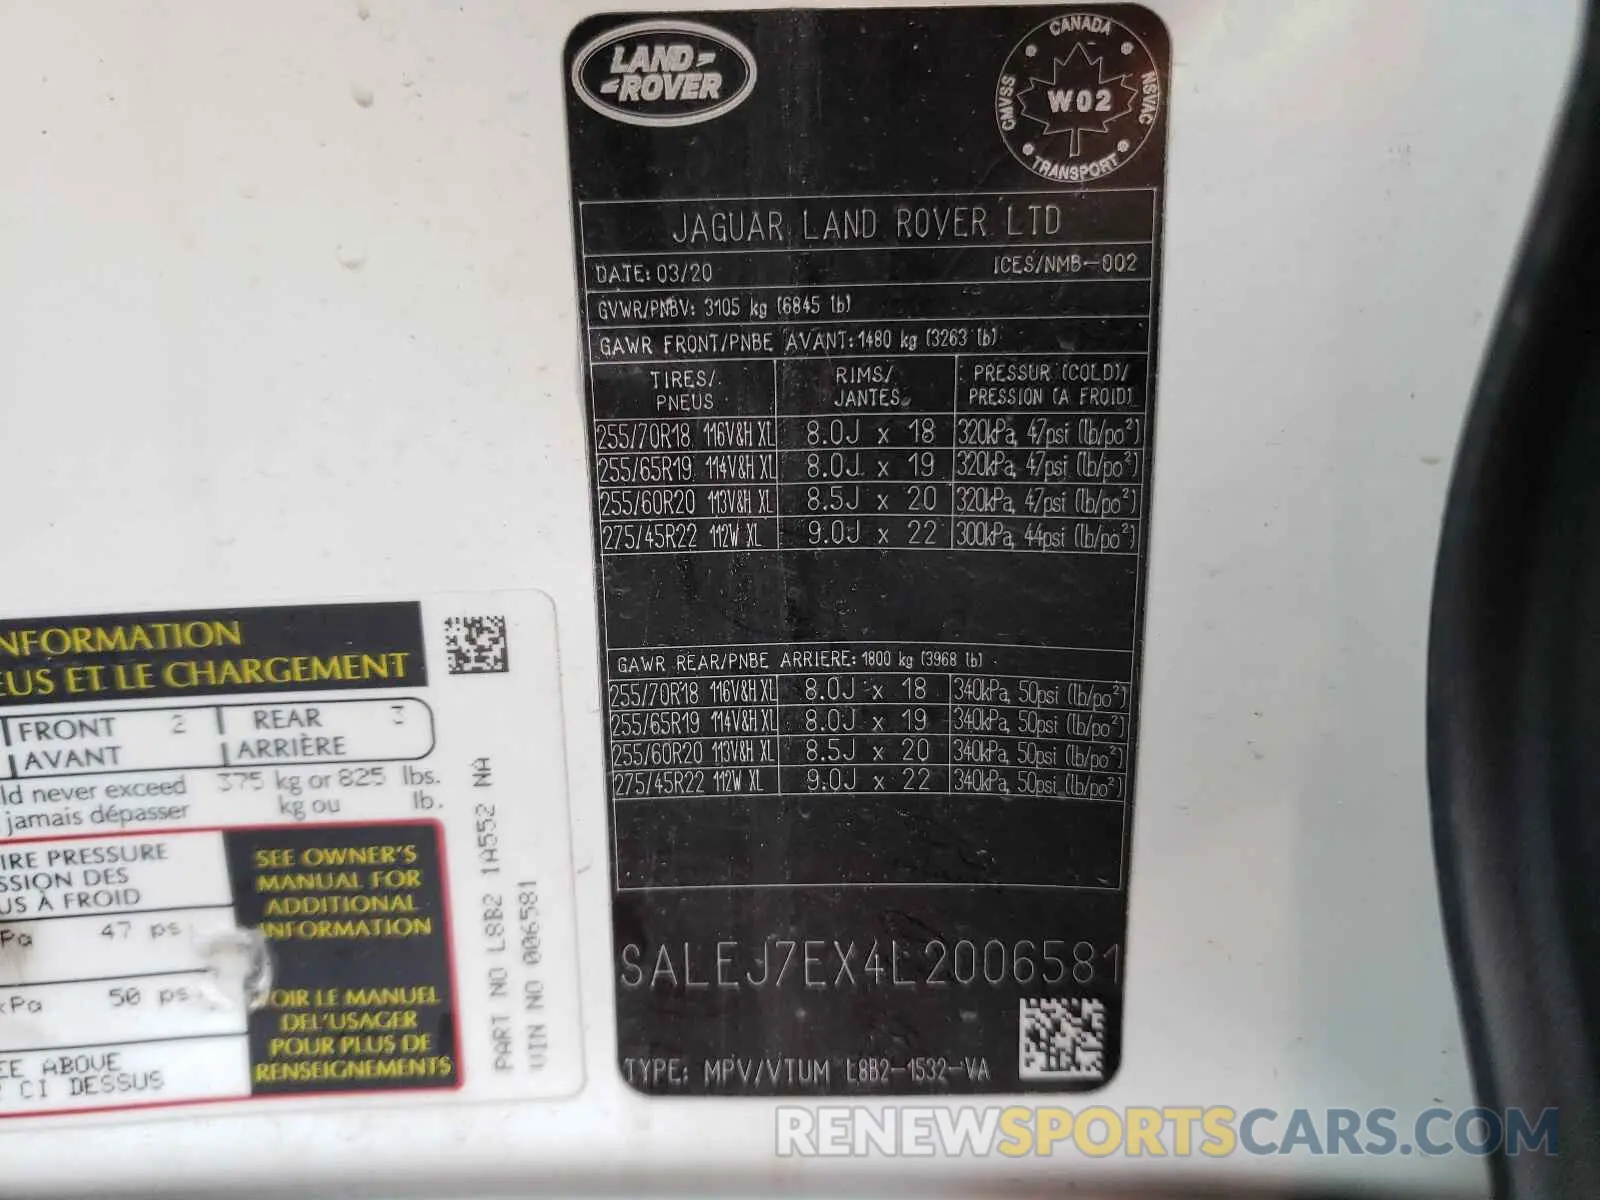 LAND-
-ROVER
CANADA
CMVSS
W02
NSVAC
TRANSPORT
JAGUAR LAND ROVER LTD
DATE: 03/20 ICES/NMB-002
GVWR/PNBV: 3105 kg (6845 lb)
GAWR FRONT/PNBE AVANT: 1480 kg (3263 lb)
TIRES/ RIMS/ PRESSUR (COLD)/
PNEUS JANTES PRESSION (A FROID)
255/70R18 116V&H XL 8.0J x 18 320kPa, 47psi (lb/po²)
255/65R19 114V&H XL 8.0J x 19 320kPa, 47psi (lb/po²)
255/60R20 113V&H XL 8.5J x 20 320kPa, 47psi (lb/po²)
275/45R22 112W XL 9.0J x 22 300kPa, 44psi (lb/po²)
GAWR REAR/PNBE ARRIERE: 1800 kg (3968 lb)
255/70R18 116V&H XL 8.0J x 18 340kPa, 50psi (lb/po²)
255/65R19 114V&H XL 8.0J x 19 340kPa, 50psi (lb/po²)
255/60R20 113V&H XL 8.5J x 20 340kPa, 50psi (lb/po²)
275/45R22 112W XL 9.0J x 22 340kPa, 50psi (lb/po²)
SALEJ7EX4L2006581
TYPE: MPV/VTUM L8B2-1532-VA
NFORMATION
EUS ET LE CHARGEMENT
FRONT 2 REAR 3
AVANT ARRIÈRE
ld never exceed 375 kg or 825 lbs.
jamais dépasser kg ou lb.
IRE PRESSURE
SSION DES
US À FROID
Pa 47 ps
kPa 50 ps
EE ABOVE
CI DESSUS
SEE OWNER'S
MANUAL FOR
ADDITIONAL
INFORMATION
VOIR LE MANUEL
DEL'USAGER
POUR PLUS DE
RENSEIGNEMENTS
PART NO L8B2 1A552 NA
VIN NO 006581
RENEWSPORTSCARS.COM